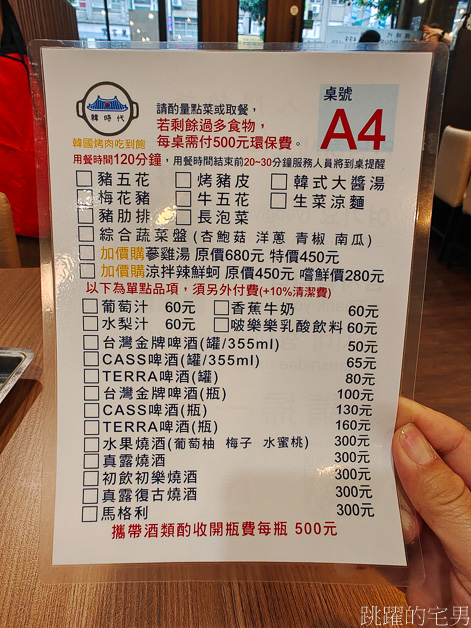 韓時代
韓國烤肉吃到飽
請酌量點菜或取餐，
若剩餘過多食物，
每桌需付500元環保費。
桌號
A4
用餐時間120分鐘，用餐時間結束前20~30分鐘服務人員將到桌提醒
豬五花 烤豬皮 韓式大醬湯
梅花豬 牛五花 生菜涼麵
豬肋排 長泡菜
綜合蔬菜盤（杏鮑菇 洋蔥 青椒 南瓜）
加價購蔘雞湯 原價680元 特價450元
加價購涼拌辣鮮蚵 原價450元 嚐鮮價280元
以下為單點品項，須另外付費(+10%清潔費)
葡萄汁 60元 香蕉牛奶 60元
水梨汁 60元 啵樂樂乳酸飲料 60元
台灣金牌啤酒(罐/355ml) 50元
CASS啤酒(罐/355ml) 65元
TERRA啤酒(罐) 80元
台灣金牌啤酒(瓶) 100元
CASS啤酒(瓶) 130元
TERRA啤酒(瓶) 160元
水果燒酒(葡萄柚 梅子 水蜜桃) 300元
真露燒酒 300元
初飲初樂燒酒 300元
真露復古燒酒 300元
馬格利 300元
攜帶酒類酌收開瓶費每瓶 500元
跳躍的宅男